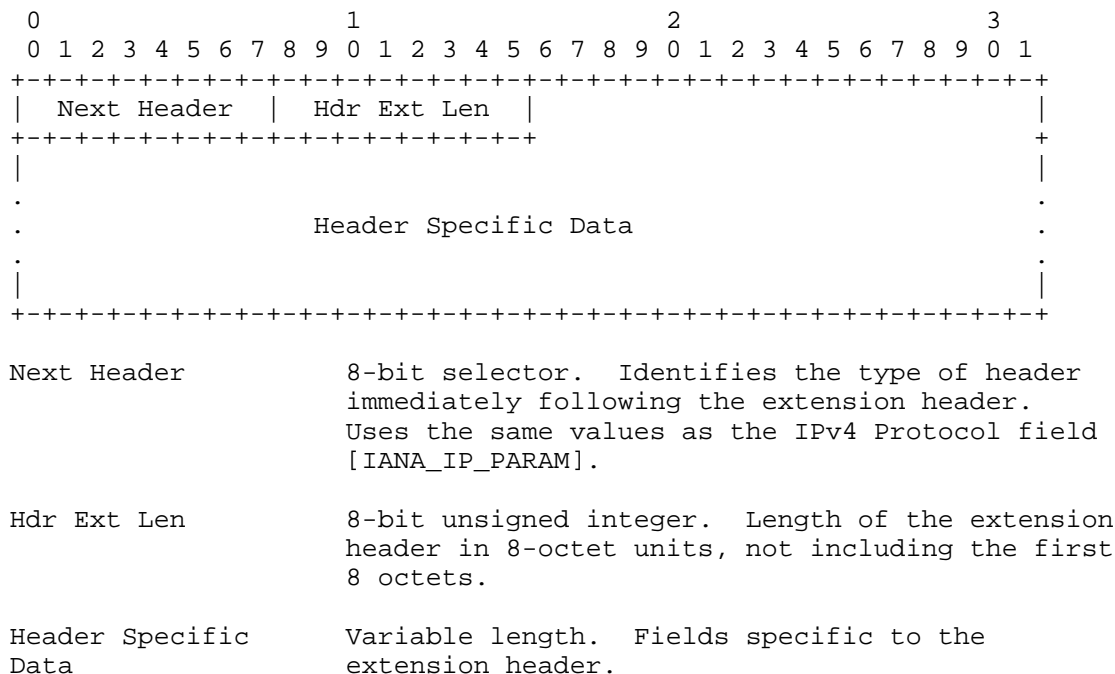 0                   1                   2                   3
 0 1 2 3 4 5 6 7 8 9 0 1 2 3 4 5 6 7 8 9 0 1 2 3 4 5 6 7 8 9 0 1
+-+-+-+-+-+-+-+-+-+-+-+-+-+-+-+-+-+-+-+-+-+-+-+-+-+-+-+-+-+-+-+-+
|  Next Header  |  Hdr Ext Len  |                               |
+-+-+-+-+-+-+-+-+-+-+-+-+-+-+-+-+                               +
|                                                               |
.                                                               .
.                  Header Specific Data                         .
.                                                               .
|                                                               |
+-+-+-+-+-+-+-+-+-+-+-+-+-+-+-+-+-+-+-+-+-+-+-+-+-+-+-+-+-+-+-+-+

Next Header          8-bit selector.  Identifies the type of header
                     immediately following the extension header.
                     Uses the same values as the IPv4 Protocol field
                     [IANA_IP_PARAM].

Hdr Ext Len          8-bit unsigned integer.  Length of the extension
                     header in 8-octet units, not including the first
                     8 octets.

Header Specific      Variable length.  Fields specific to the
Data                 extension header.